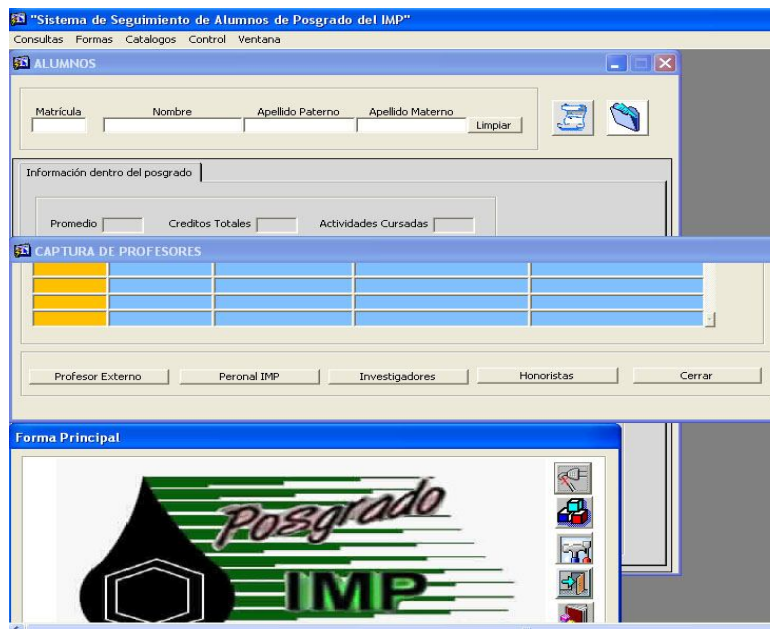 "Sistema de Seguimiento de Alumnos de Posgrado del IMP"
Consultas Formas Catalogos Control Ventana
ALUMNOS
Matrícula Nombre Apellido Paterno Apellido Materno
Limpiar
Información dentro del posgrado
Promedio Creditos Totales Actividades Cursadas
CAPTURA DE PROFESORES
Profesor Externo Peronal IMP Investigadores Honoristas Cerrar
Forma Principal
Posgrado
IMP